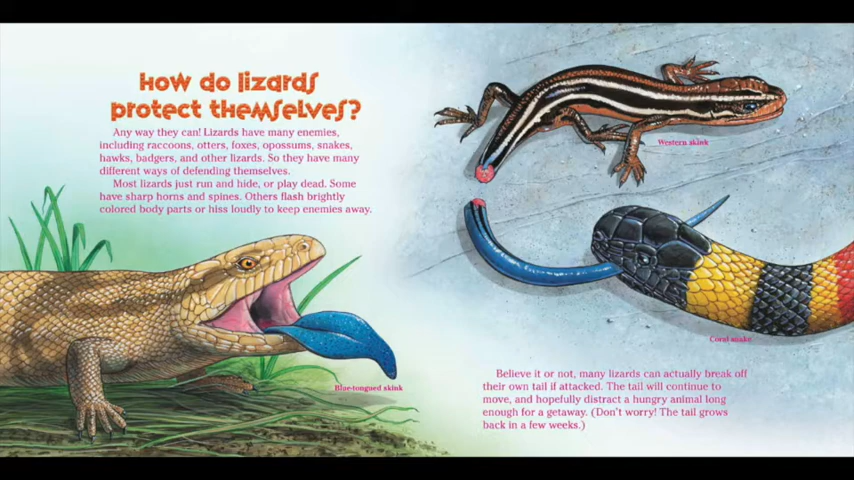 How do lizards
protect themselves?
Any way they can! Lizards have many enemies,
including raccoons, otters, foxes, opossums, snakes,
hawks, badgers, and other lizards. So they have many
different ways of defending themselves.
Most lizards just run and hide, or play dead. Some
have sharp horns and spines. Others flash brightly
colored body parts or hiss loudly to keep enemies away.
Blue-tongued skink
Western skink
Coral snake
Believe it or not, many lizards can actually break off
their own tail if attacked. The tail will continue to
move, and hopefully distract a hungry animal long
enough for a getaway. (Don't worry! The tail grows
back in a few weeks.)